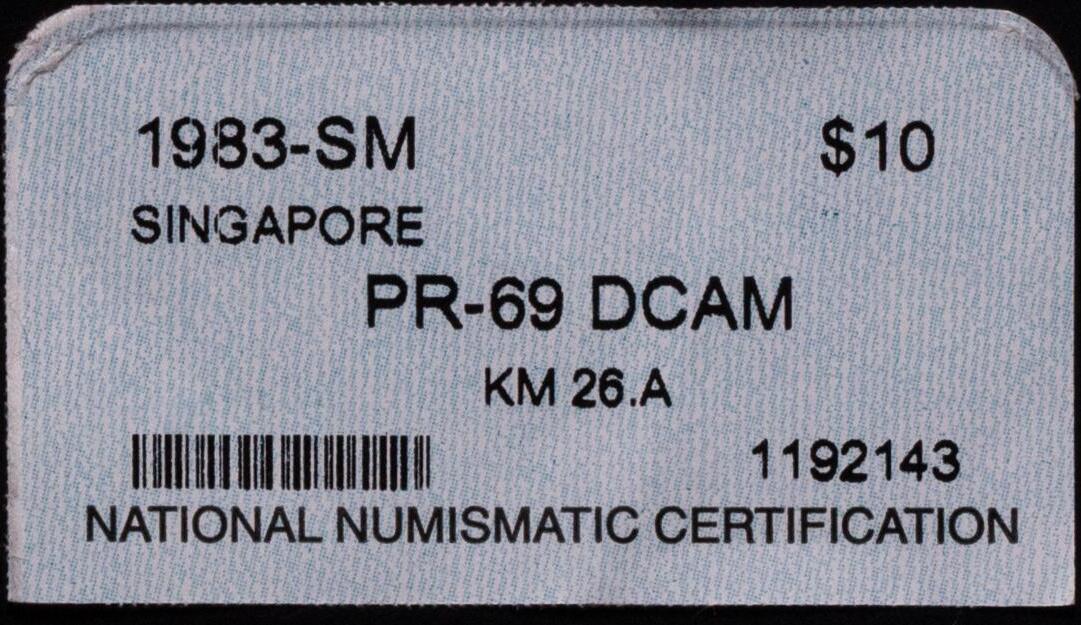 1983-SM $10
SINGAPORE
PR-69 DCAM
KM 26.A
1192143
NATIONAL NUMISMATIC CERTIFICATION